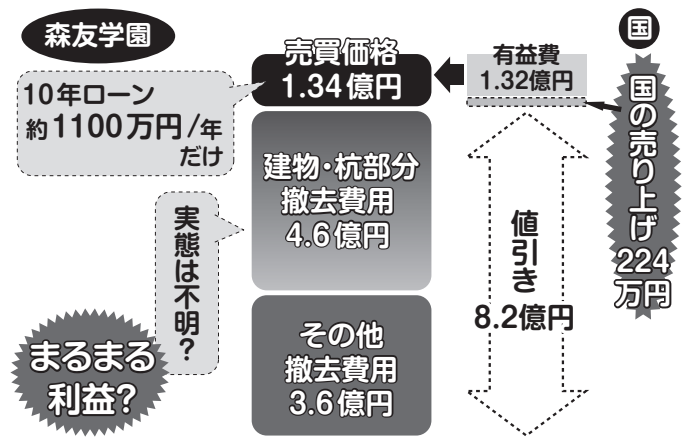 森友学園
10年ローン
約1100万円/年
だけ
売買価格
1.34億円
有益費
1.32億円
国
国の売り上げ
224
万円
建物・杭部分
撤去費用
4.6億円
実態は不明?
値引き
8.2億円
その他
撤去費用
3.6億円
まるまる
利益?